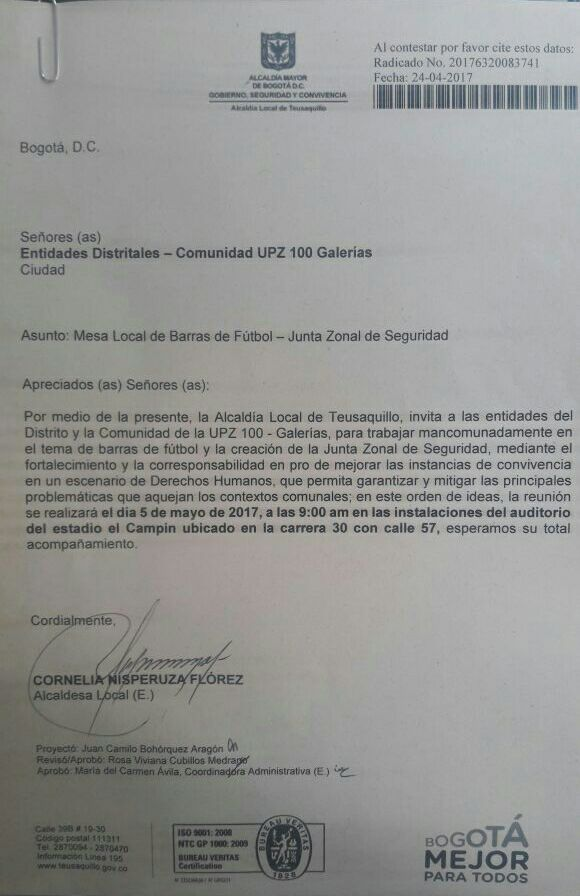 Al contestar por favor cite estos datos:
Radicado No. 20176320083741
Fecha: 24-04-2017
ALCALDÍA MAYOR
DE BOGOTÁ D.C.
GOBIERNO, SEGURIDAD Y CONVIVENCIA
Alcaldía Local de Teusaquillo
Bogotá, D.C.
Señores (as)
Entidades Distritales – Comunidad UPZ 100 Galerías
Ciudad
Asunto: Mesa Local de Barras de Fútbol – Junta Zonal de Seguridad
Apreciados (as) Señores (as):
Por medio de la presente, la Alcaldía Local de Teusaquillo, invita a las entidades del
Distrito y la Comunidad de la UPZ 100 - Galerías, para trabajar mancomunadamente en
el tema de barras de fútbol y la creación de la Junta Zonal de Seguridad, mediante el
fortalecimiento y la corresponsabilidad en pro de mejorar las instancias de convivencia
en un escenario de Derechos Humanos, que permita garantizar y mitigar las principales
problemáticas que aquejan los contextos comunales; en este orden de ideas, la reunión
se realizará el dia 5 de mayo de 2017, a las 9:00 am en las instalaciones del auditorio
del estadio el Campin ubicado en la carrera 30 con calle 57, esperamos su total
acompañamiento.
Cordialmente,
CORNELIA NISPERUZA FLÓREZ
Alcaldesa Local (E.)
Proyectó: Juan Camilo Bohórquez Aragón
Revisó/Aprobó: Rosa Viviana Cubillos Medrano
Aprobó: María del Carmen Ávila, Coordinadora Administrativa (E.)
Calle 39B # 19-30
Código postal 111311
Tel. 2870094 - 2870470
Información Línea 195
www.teusaquillo.gov.co
ISO 9001: 2008
NTC GP 1000: 2009
BUREAU VERITAS
Certification
BUREAU VERITAS
1828
BOGOTÁ
MEJOR
PARA TODOS